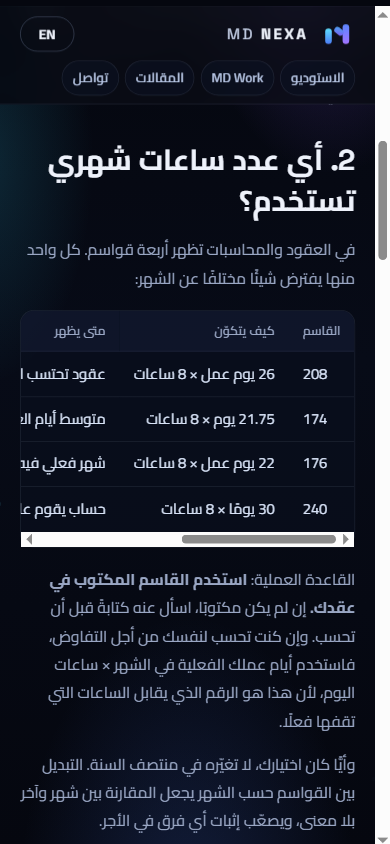 MD NEXA
EN
الاستوديو
MD Work
المقالات
تواصل
2. أي عدد ساعات شهري
تستخدم؟
في العقود والمحاسبات تظهر أربعة قواسم. كل واحد
منها يفترض شيئًا مختلفًا عن الشهر:
القاسم كيف يتكوّن متى يظهر
208 26 يوم عمل × 8 ساعات عقود تحتسب
174 21.75 يوم × 8 ساعات متوسط أيام
176 22 يوم عمل × 8 ساعات شهر فعلي
240 30 يومًا × 8 ساعات حساب يقوم
القاعدة العملية: استخدم القاسم المكتوب في
عقدك. إن لم يكن مكتوبًا، اسأل عنه كتابةً قبل أن
تحسب. وإن كنت تحسب لنفسك من أجل التفاوض،
فاستخدم أيام عملك الفعلية في الشهر × ساعات
اليوم، لأن هذا هو الرقم الذي يقابل الساعات التي
تقفها فعلًا.
وأيًّا كان اختيارك، لا تغيّره في منتصف السنة. التبديل
بين القواسم حسب الشهر يجعل المقارنة بين شهر وآخر
بلا معنى، ويصعّب إثبات أي فرق في الأجر.